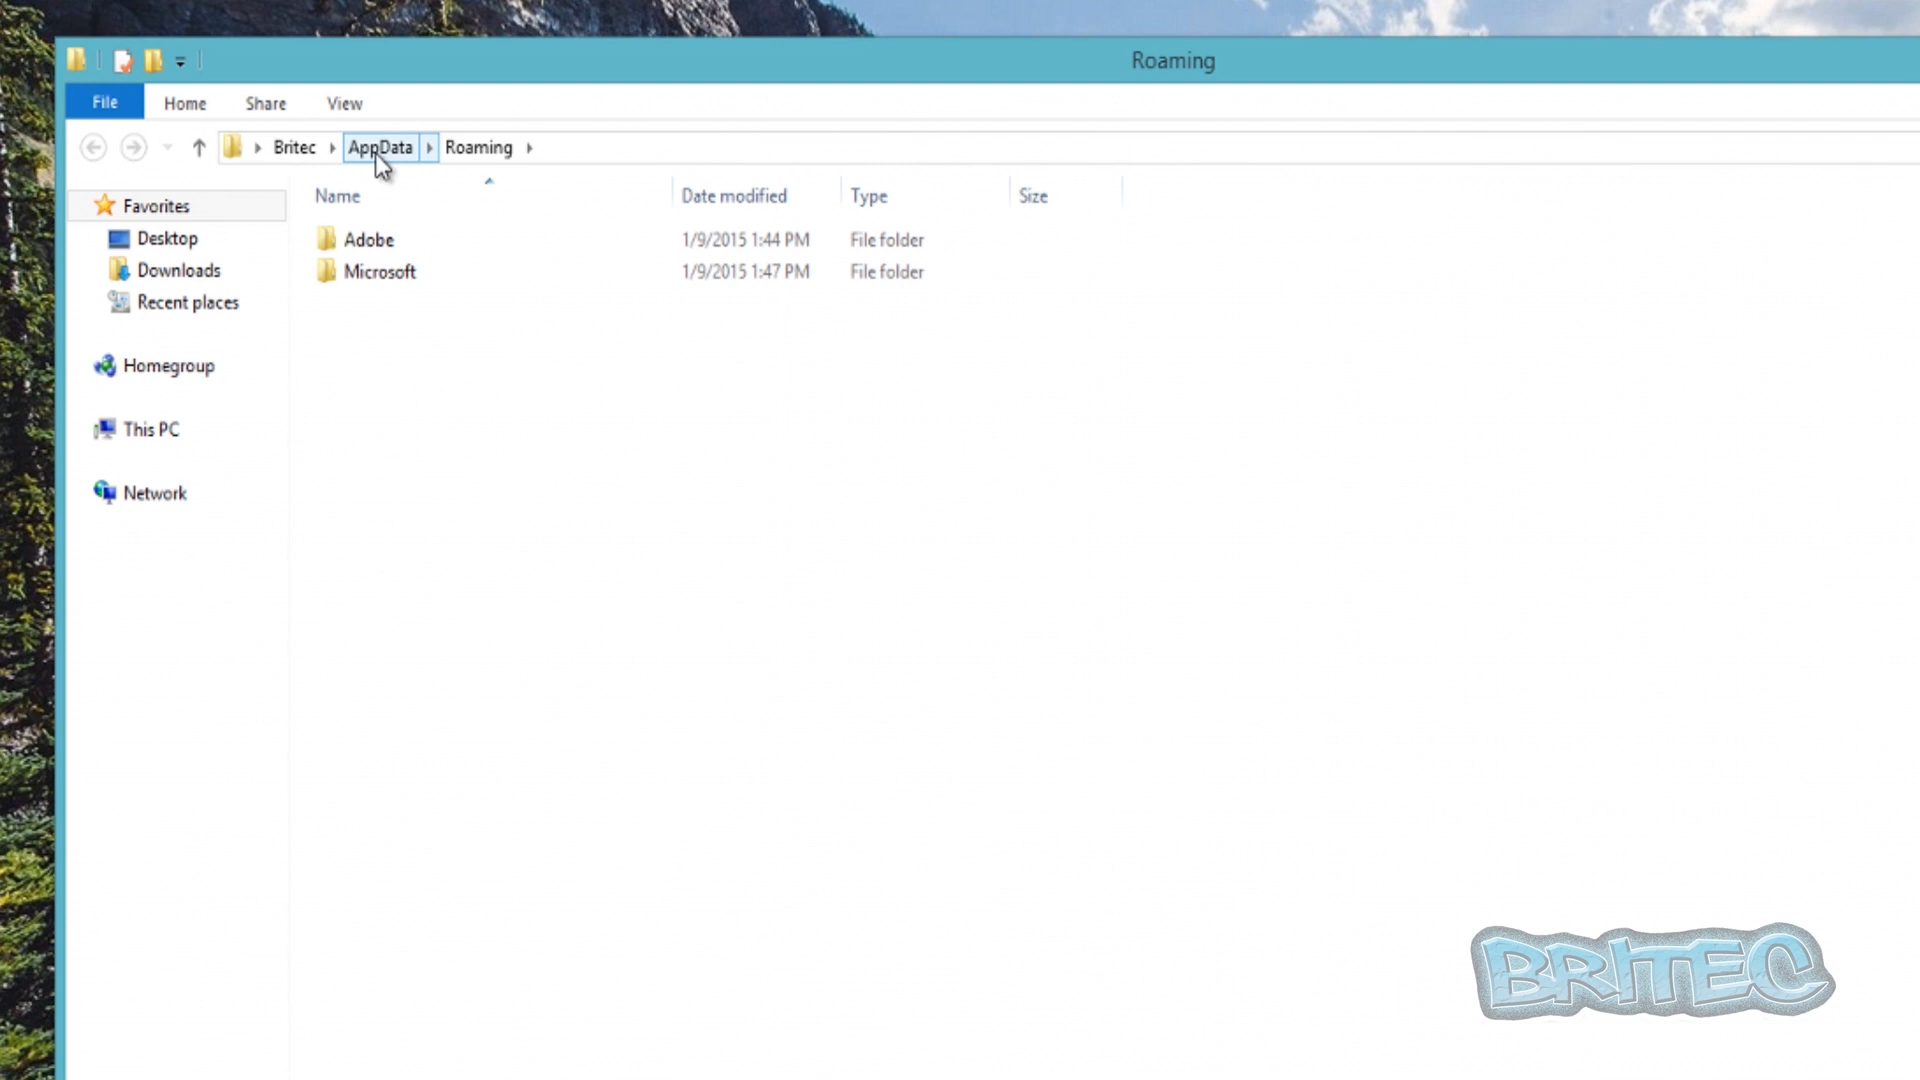 Roaming
File Home Share View
Britec AppData Roaming
Name Date modified Type Size
Favorites
Desktop
Downloads
Recent places
Homegroup
This PC
Network
Adobe 1/9/2015 1:44 PM File folder
Microsoft 1/9/2015 1:47 PM File folder
BRITEC